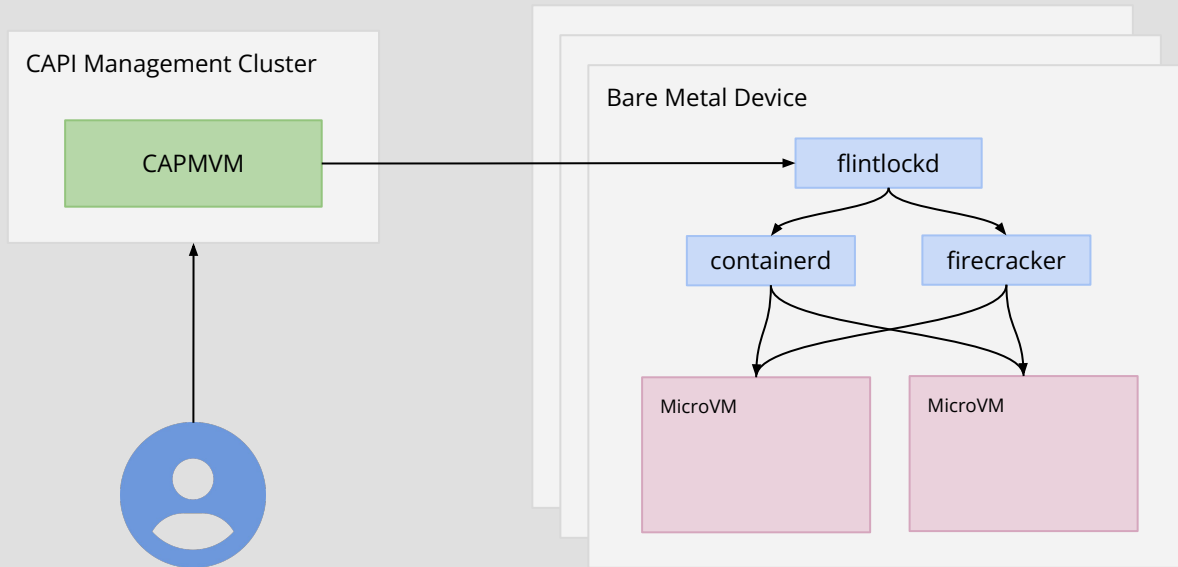 CAPI Management Cluster
CAPMVM
Bare Metal Device
flintlockd
containerd
firecracker
MicroVM
MicroVM